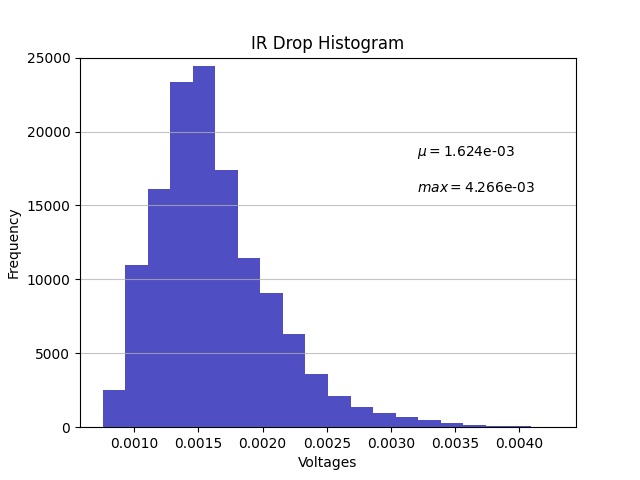 IR Drop Histogram
25000
20000
15000
10000
5000
0
Frequency
μ = 1.624e-03
max = 4.266e-03
0.0010 0.0015 0.0020 0.0025 0.0030 0.0035 0.0040
Voltages